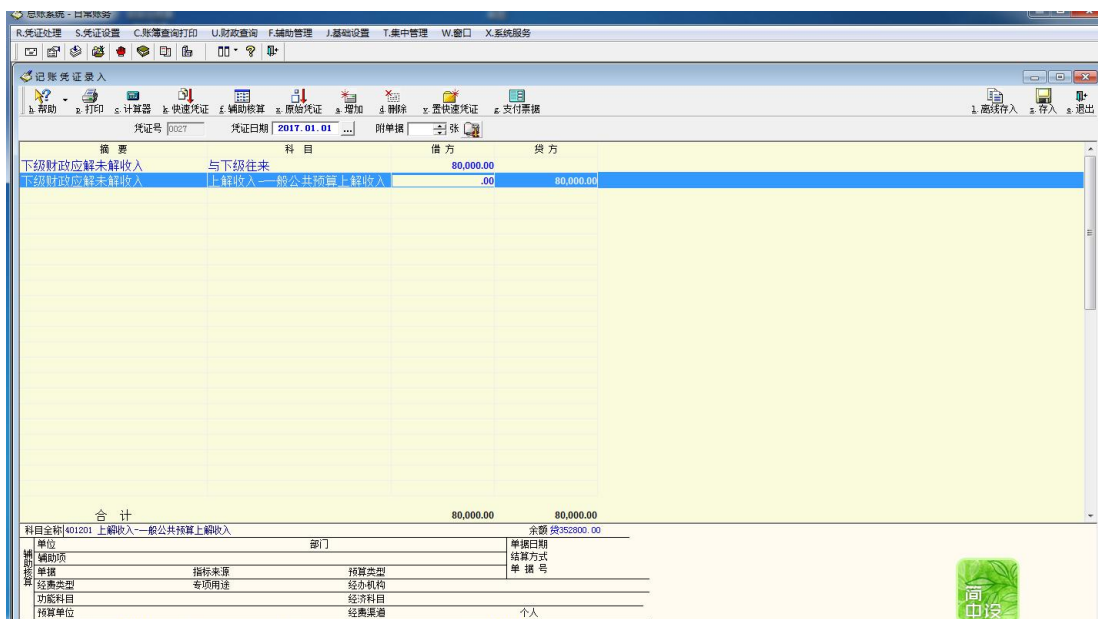 总账系统 - 日常账务
R.凭证处理 S.凭证设置 C.账簿查询打印 U.财政查询 F.辅助管理 J.基础设置 T.集中管理 W.窗口 X.系统服务
记账凭证录入
h.帮助 p.打印 c.计算器 k.快速凭证 f.辅助核算 x.原始凭证 a.增加 d.删除 y.置快速凭证 g.支付票据 l.离线存入 s.退出
凭证号 0027 凭证日期 2017.01.01 ... 附单据 张
摘 要 科 目 借 方 贷 方
下级财政应解未解收入 与下级往来 80,000.00
下级财政应解未解收入 上解收入-一般公共预算上解收入 .00 80,000.00
合 计 80,000.00 80,000.00
科目全称 401201 上解收入-一般公共预算上解收入 余额 贷352800.00
辅助核算
单位 部门 单据日期
辅助项 结算方式
单据 指标来源 预算类型 单 据 号
经费类型 专项用途 经办机构
功能科目 经济科目
预算单位 经费渠道 个人
简
中设